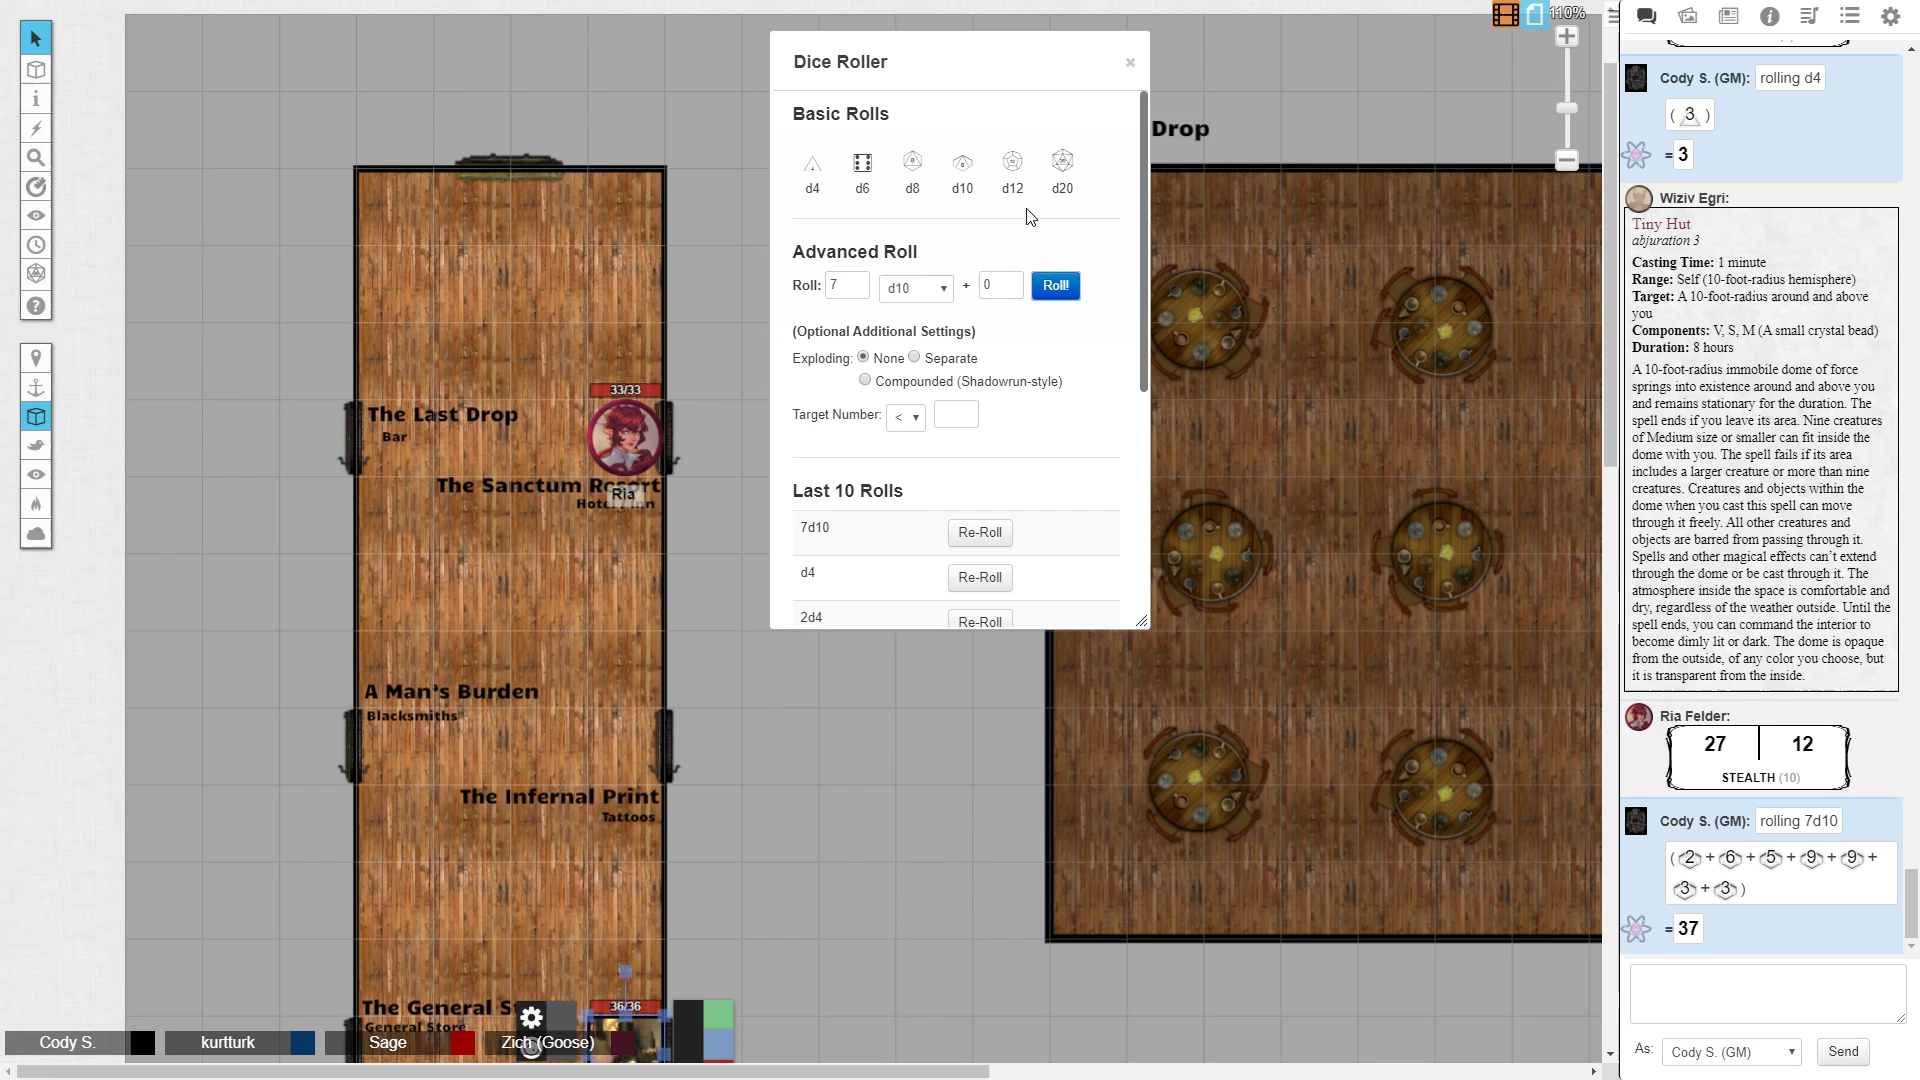 110%
Dice Roller
×
Basic Rolls
d4 d6 d8 d10 d12 d20
Advanced Roll
Roll: 7 d10 + 0 Roll!
(Optional Additional Settings)
Exploding: None Separate
Compounded (Shadowrun-style)
Target Number: <
Last 10 Rolls
7d10 Re-Roll
d4 Re-Roll
2d4 Re-Roll
Drop
33/33
The Last Drop
Bar
The Sanctum Resort
Ria
A Man's Burden
Blacksmiths
The Infernal Print
Tattoos
The General St
General Store
36/36
Cody S. kurtturk Sage Zich (Goose)
Cody S. (GM): rolling d4
( 3 )
= 3
Wiziv Egri:
Tiny Hut
abjuration 3
Casting Time: 1 minute
Range: Self (10-foot-radius hemisphere)
Target: A 10-foot-radius around and above
you
Components: V, S, M (A small crystal bead)
Duration: 8 hours
A 10-foot-radius immobile dome of force
springs into existence around and above you
and remains stationary for the duration. The
spell ends if you leave its area. Nine creatures
of Medium size or smaller can fit inside the
dome with you. The spell fails if its area
includes a larger creature or more than nine
creatures. Creatures and objects within the
dome when you cast this spell can move
through it freely. All other creatures and
objects are barred from passing through it.
Spells and other magical effects can't extend
through the dome or be cast through it. The
atmosphere inside the space is comfortable and
dry, regardless of the weather outside. Until the
spell ends, you can command the interior to
become dimly lit or dark. The dome is opaque
from the outside, of any color you choose, but
it is transparent from the inside.
Ria Felder:
27 12
STEALTH (10)
Cody S. (GM): rolling 7d10
( 2 + 6 + 5 + 9 + 9 +
3 + 3 )
= 37
As: Cody S. (GM) Send